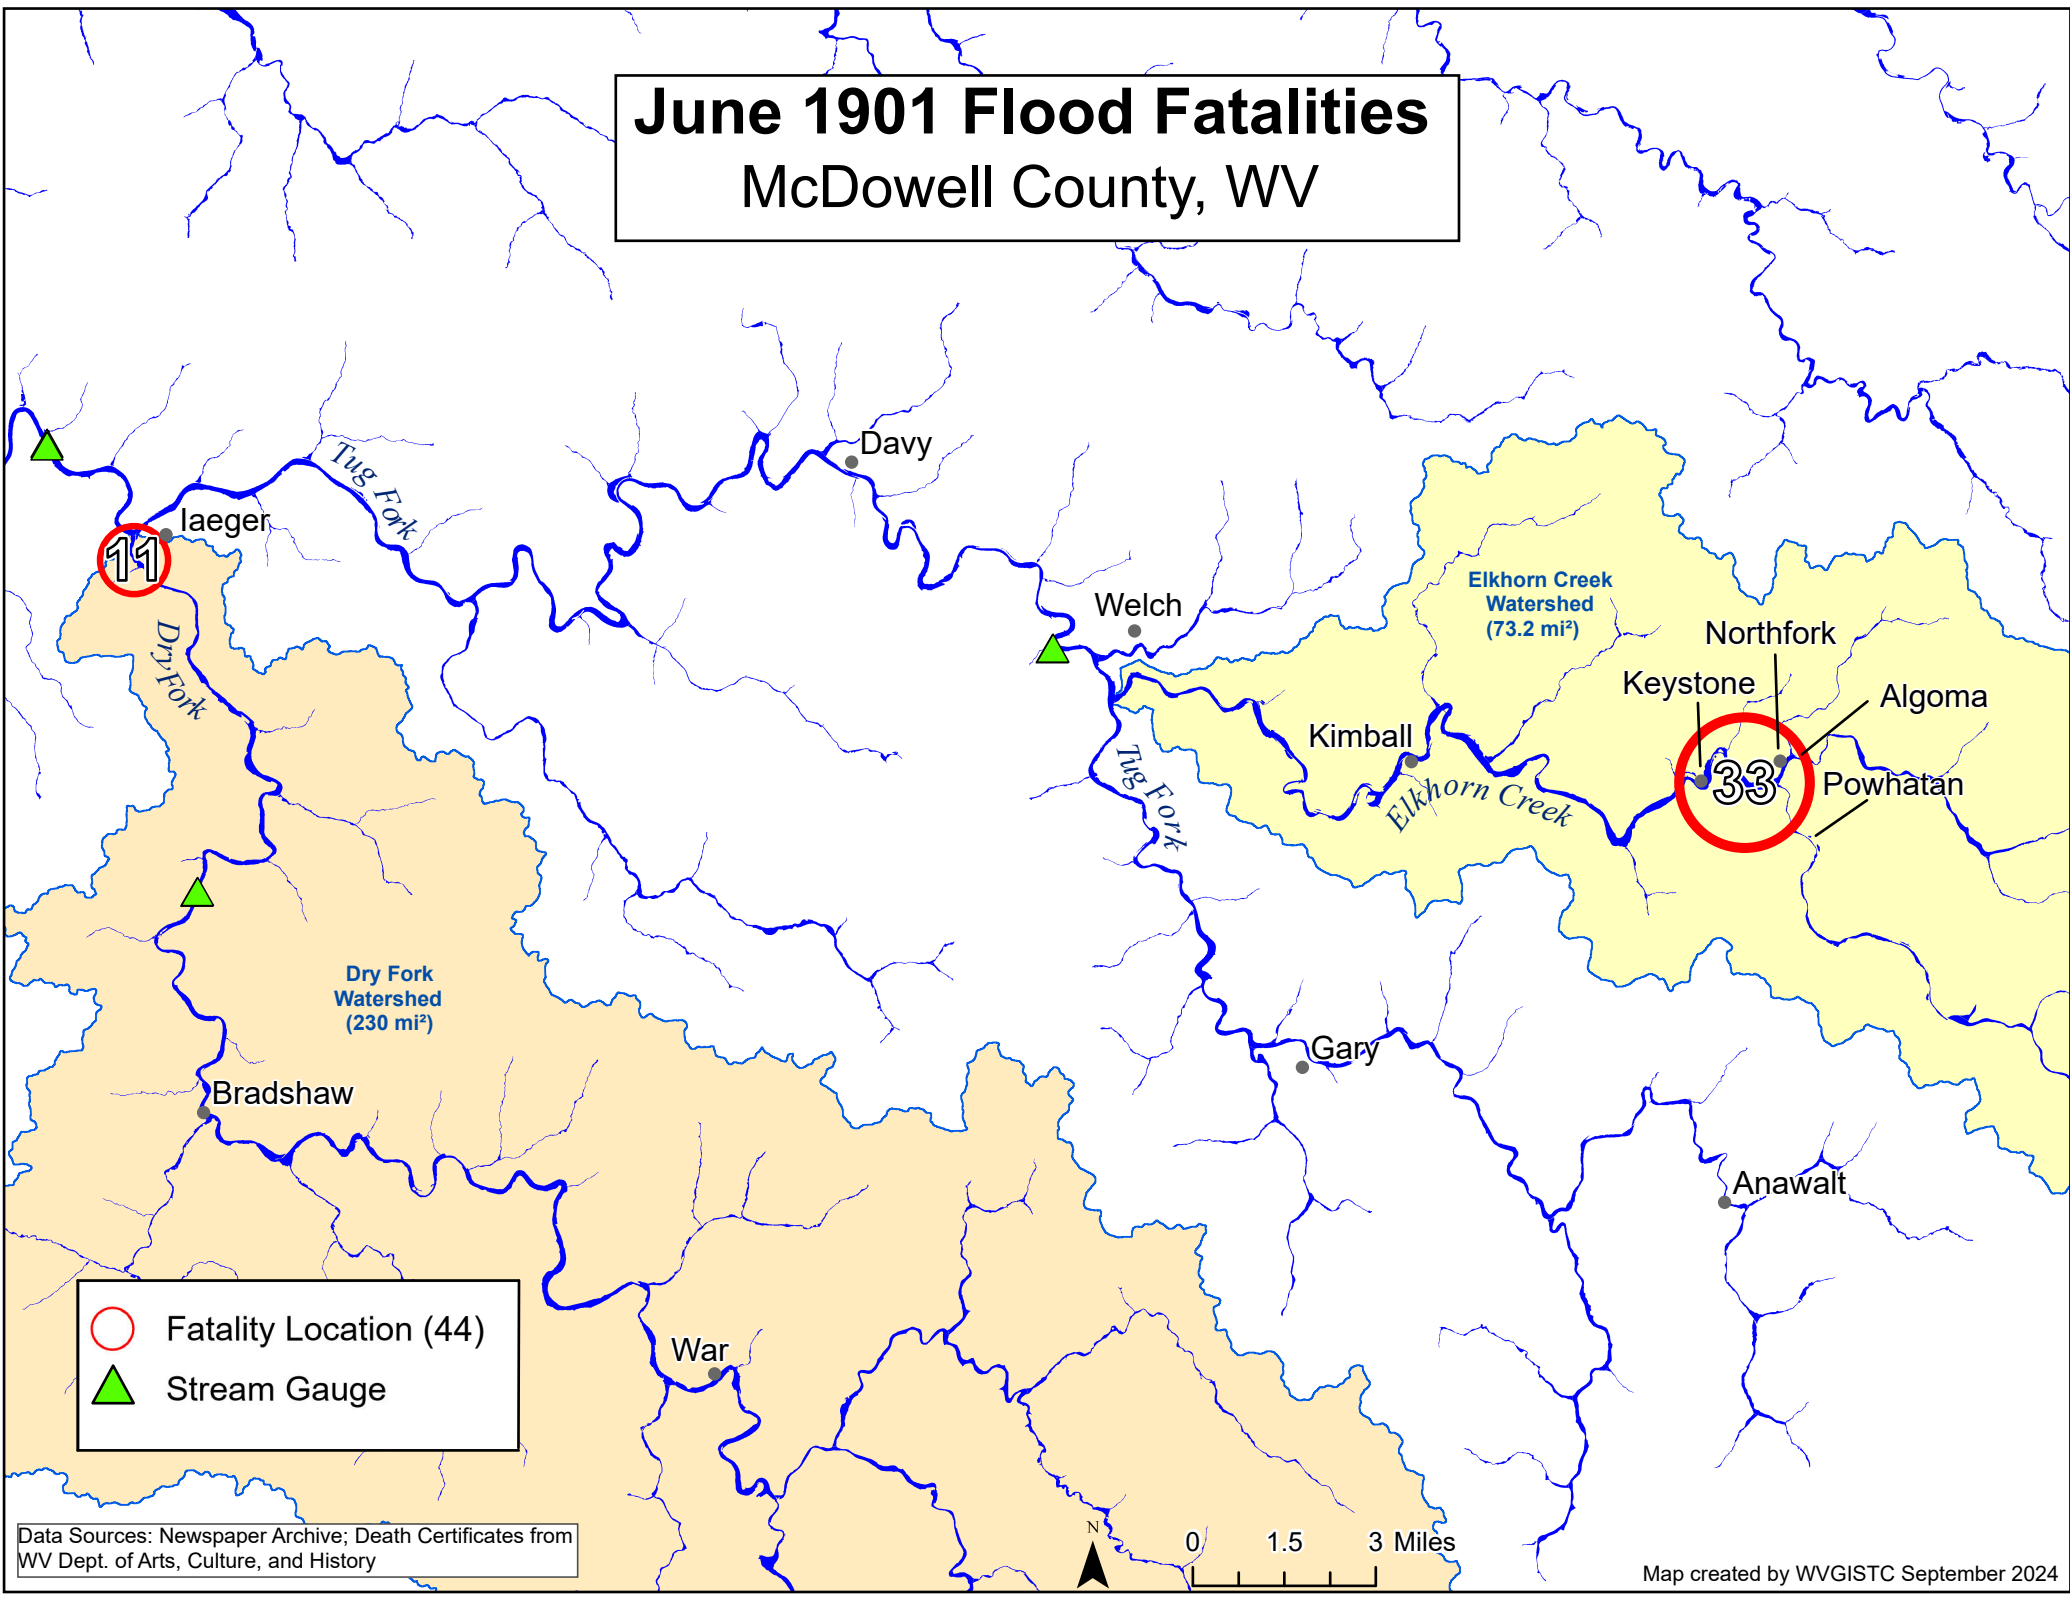 June 1901 Flood Fatalities
McDowell County, WV
Davy
Tug Fork
Iaeger
11
Dry Fork
Welch
Elkhorn Creek
Watershed
(73.2 mi²)
Northfork
Keystone
Algoma
Kimball
33
Powhatan
Elkhorn Creek
Tug Fork
Dry Fork
Watershed
(230 mi²)
Gary
Bradshaw
Anawalt
Fatality Location (44)
War
Stream Gauge
Data Sources: Newspaper Archive; Death Certificates from
WV Dept. of Arts, Culture, and History
N
0 1.5 3 Miles
Map created by WVGISTC September 2024